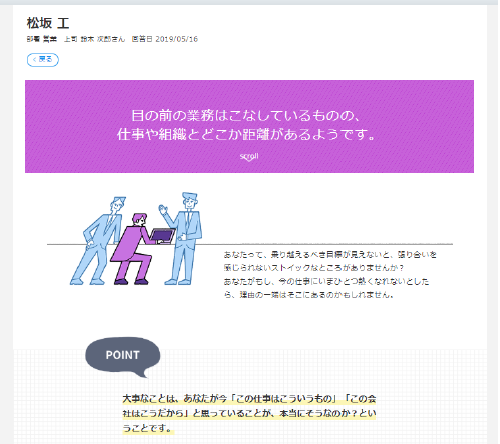 松坂 工
部署 営業　上司 鈴木 次郎さん　回答日 2019/05/16
< 戻る
目の前の業務はこなしているものの、
仕事や組織とどこか距離があるようです。
scroll
あなたって、乗り越えるべき目標が見えないと、張り合いを
感じられないストイックなところがありませんか？
あなたがもし、今の仕事にいまひとつ熱くなれないとした
ら、理由の一端はそこにあるのかもしれません。
POINT
大事なことは、あなたが今「この仕事はこういうもの」「この会
社はこうだから」と思っていることが、本当にそうなのか？とい
うことです。